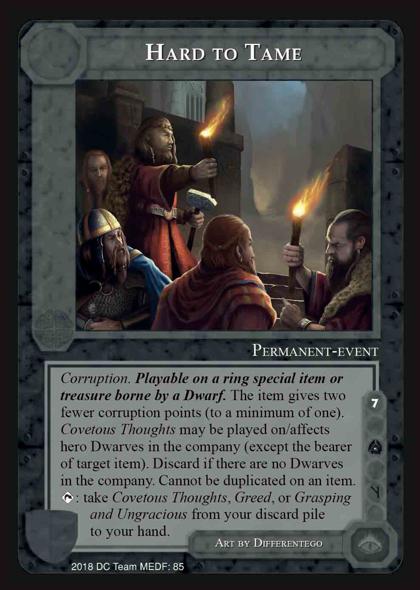 Hard to Tame
Permanent-event
Corruption. Playable on a ring special item or
treasure borne by a Dwarf. The item gives two
fewer corruption points (to a minimum of one).
Covetous Thoughts may be played on/affects
hero Dwarves in the company (except the bearer
of target item). Discard if there are no Dwarves
in the company. Cannot be duplicated on an item.
: take Covetous Thoughts, Greed, or Grasping
and Ungracious from your discard pile
to your hand.
7
Art by Differentego
2018 DC Team MEDF: 85